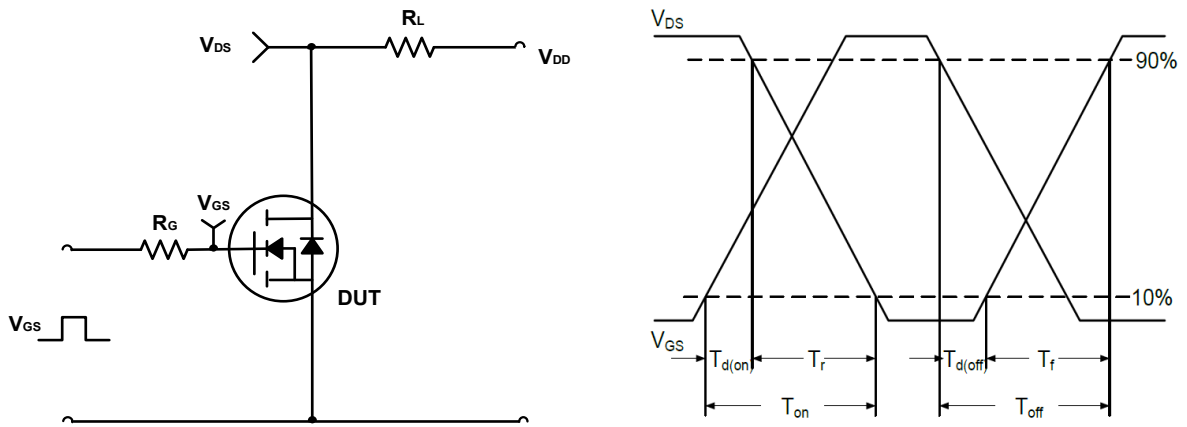 RL
VDS
VDD
VGS
RG
DUT
VGS
VDS
90%
10%
VGS
Td(on)
Tr
Td(off)
Tf
Ton
Toff